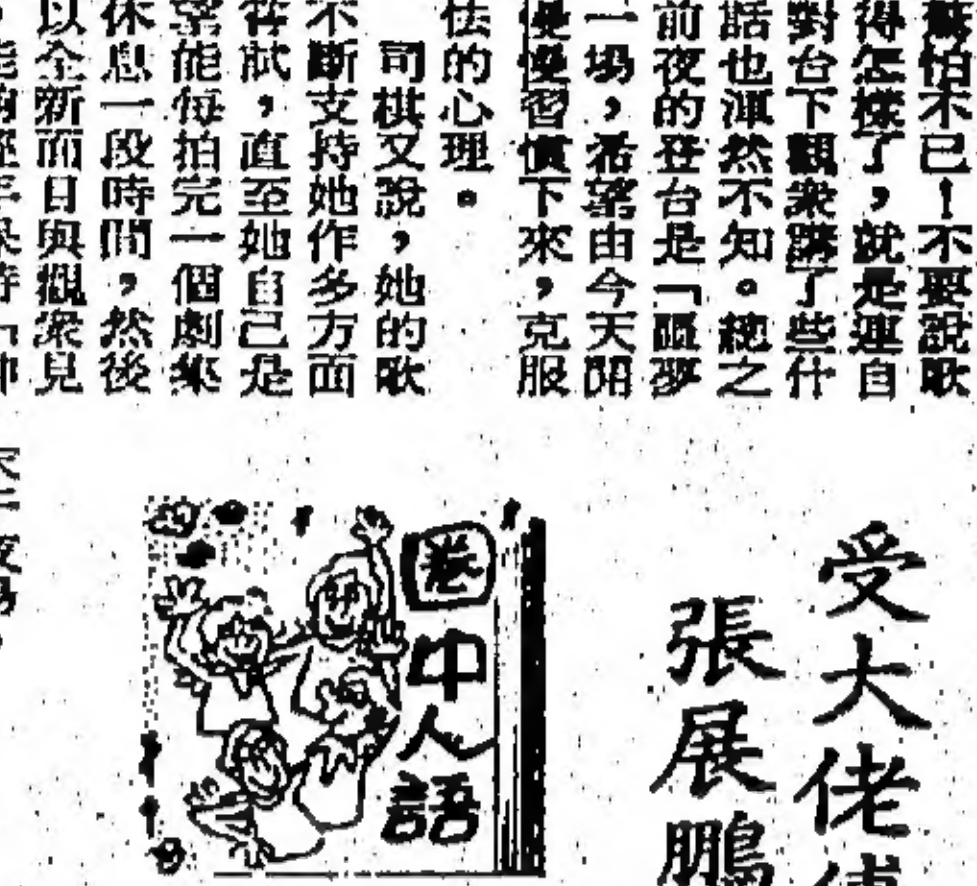 怕不已！不要說歌
得怎樣了，就是連自
對台下觀衆講了些什
話也渾然不知。總之
前夜的登台是「噩夢
一場，希望由今天開
慢慢習慣下來，克服
怯的心理。
司棋又說，她的歌
不斷支持她作多方面
嘗試，直至她自己是
望能每拍完一個劇集
休息一段時間，然後
以全新面目與觀衆見
受大佬
張展鵬
圈中人語
夜場，